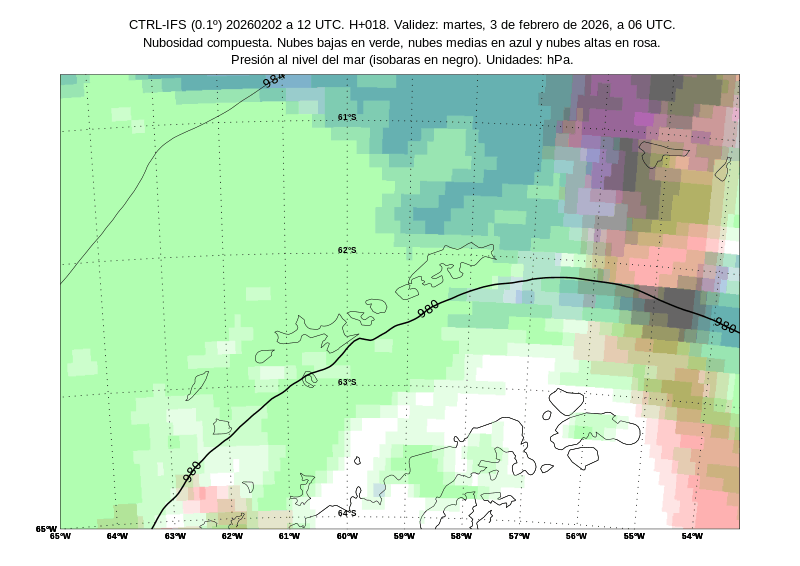 CTRL-IFS (0.1º) 20260202 a 12 UTC. H+018. Validez: martes, 3 de febrero de 2026, a 06 UTC.
Nubosidad compuesta. Nubes bajas en verde, nubes medias en azul y nubes altas en rosa.
Presión al nivel del mar (isobaras en negro). Unidades: hPa.
984
61°S
62°S
980
980
63°S
980
64°S
65°W
65°W 64°W 63°W 62°W 61°W 60°W 59°W 58°W 57°W 56°W 55°W 54°W